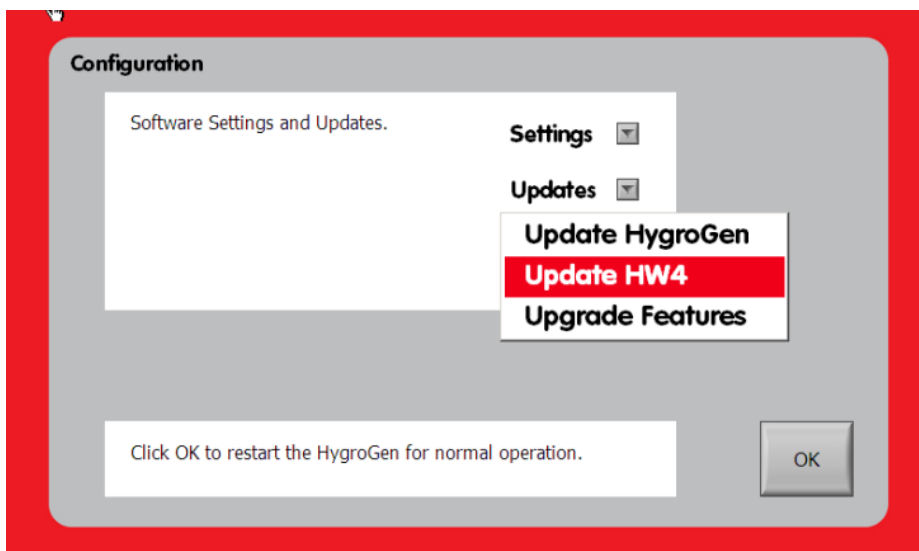 Configuration
Software Settings and Updates.
Settings
Updates
Update HygroGen
Update HW4
Upgrade Features
Click OK to restart the HygroGen for normal operation.
OK